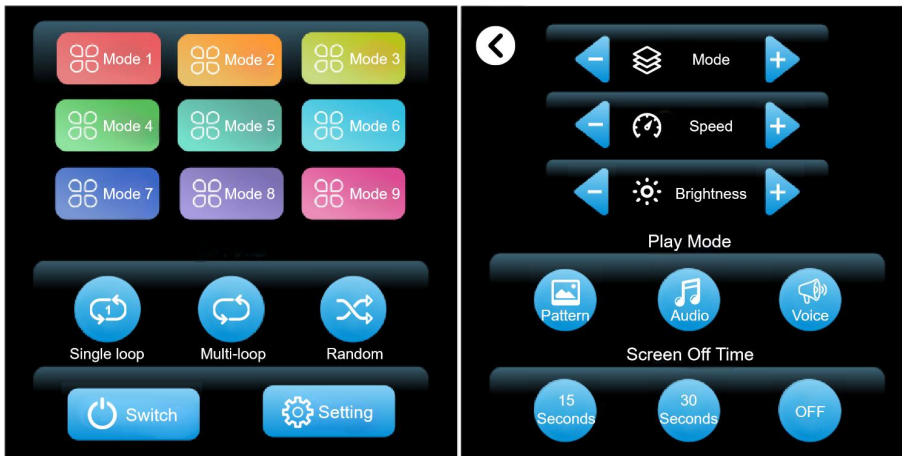 Mode 1
Mode 2
Mode 3
Mode 4
Mode 5
Mode 6
Mode 7
Mode 8
Mode 9
1
Single loop
Multi-loop
Random
Switch
Setting
Mode
Speed
Brightness
Play Mode
Pattern
Audio
Voice
Screen Off Time
15
Seconds
30
Seconds
OFF